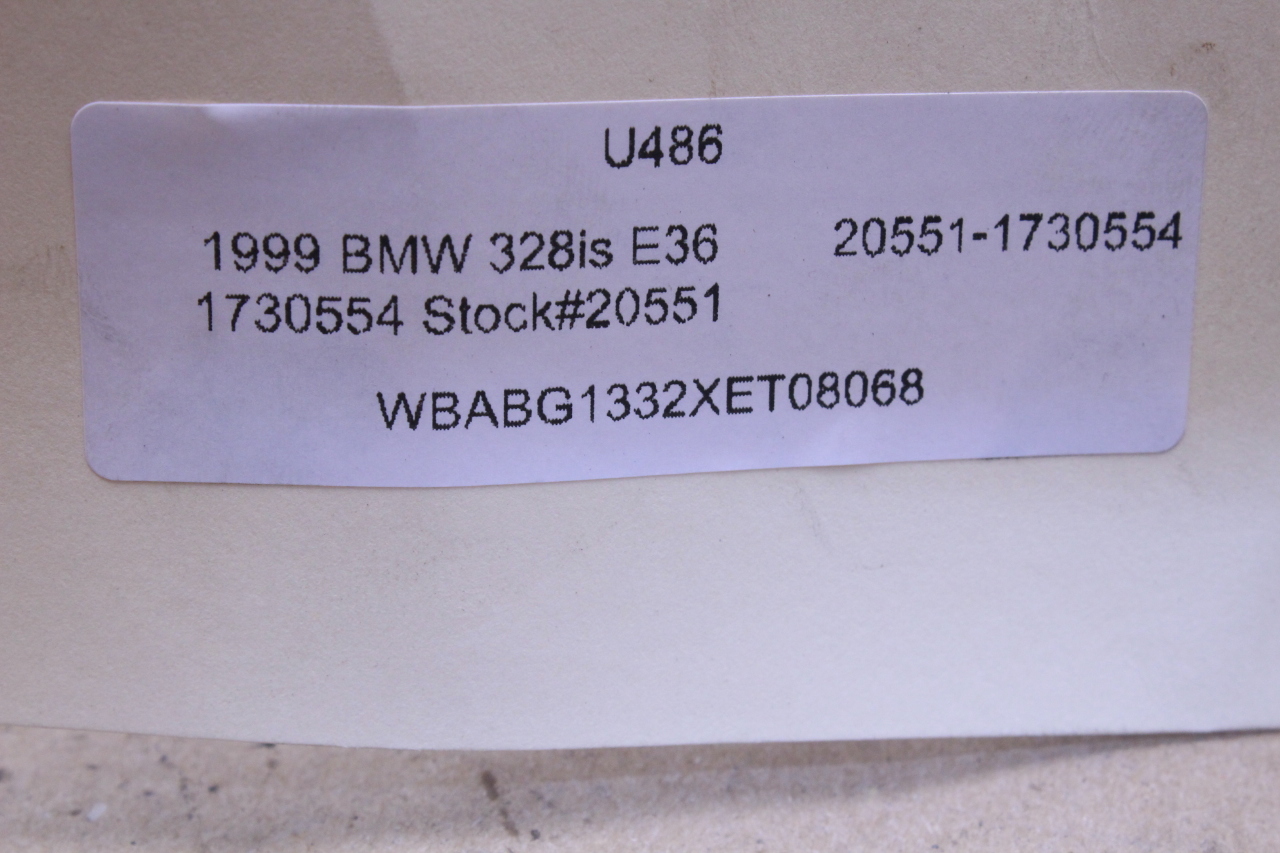 U486
1999 BMW 328is E36 20551-1730554
1730554 Stock#20551
WBABG1332XET08068